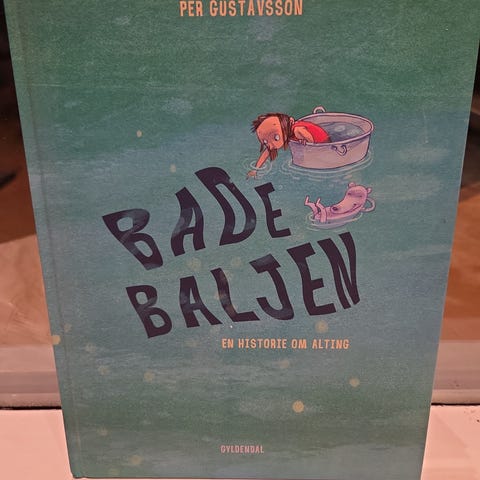 PER GUSTAVSSON
BADE
BALJEN
EN HISTORIE OM ALTING
GYLDENDAL